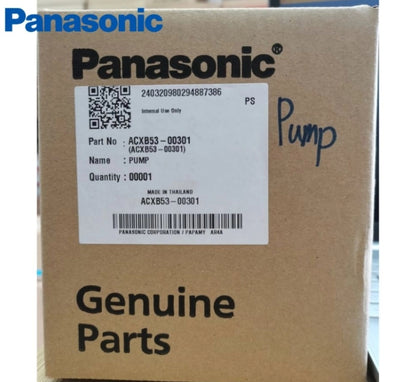 Panasonic
Panasonic®
240320980294887386
Internal Use Only
PS
Part No : ACXB53-00301
(ACXB53-00301)
Name : PUMP
Quantity : 00001
MADE IN THAILAND
ACXB53-00301
PANASONIC CORPORATION / PAPAMY AH4A
Pump
Genuine
Parts